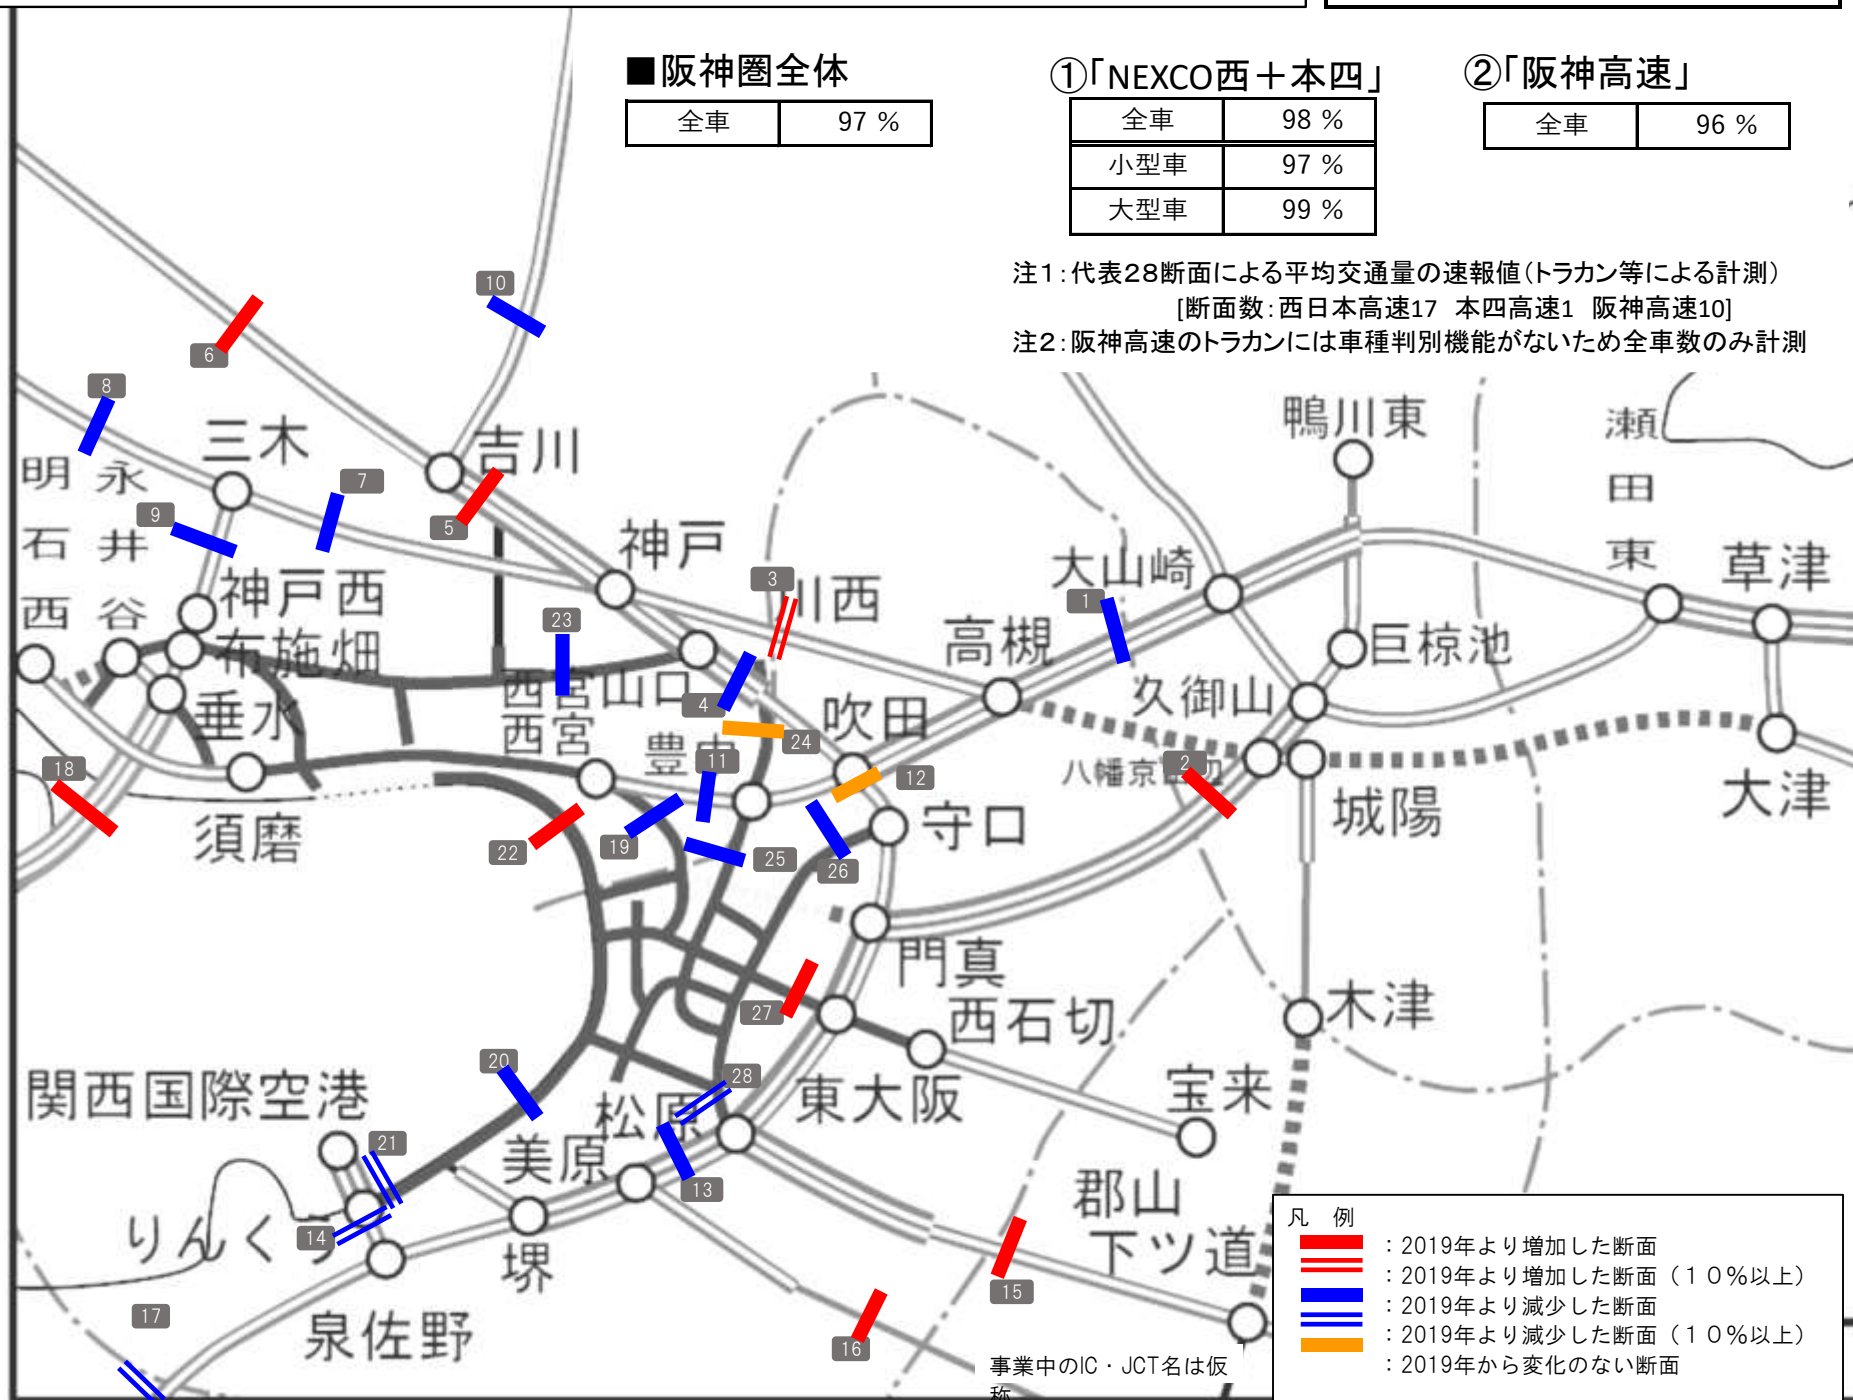 ■阪神圏全体
全車 97 %
①「NEXCO西＋本四」
全車 98 %
小型車 97 %
大型車 99 %
②「阪神高速」
全車 96 %
注１：代表２８断面による平均交通量の速報値（トラカン等による計測）
[断面数：西日本高速17 本四高速1 阪神高速10]
注２：阪神高速のトラカンには車種判別機能がないため全車数のみ計測
10
6
8
三木
吉川
鴨川東
瀬田東
明石西
永井谷
7
9
5
神戸
大山崎
草津
神戸西
3
川西
1
布施畑
23
高槻
巨椋池
西宮山口
4
久御山
垂水
西宮
豊中
吹田
24
11
18
12
八幡京田辺
2
大津
須磨
城陽
守口
22
19
25
26
門真
27
西石切
木津
20
28
関西国際空港
松原
東大阪
宝来
21
美原
13
郡山
14
りんくう
下ツ道
堺
15
17
泉佐野
16
事業中のIC・JCT名は仮
称
凡 例
：2019年より増加した断面
：2019年より増加した断面（１０％以上）
：2019年より減少した断面
：2019年より減少した断面（１０％以上）
：2019年から変化のない断面